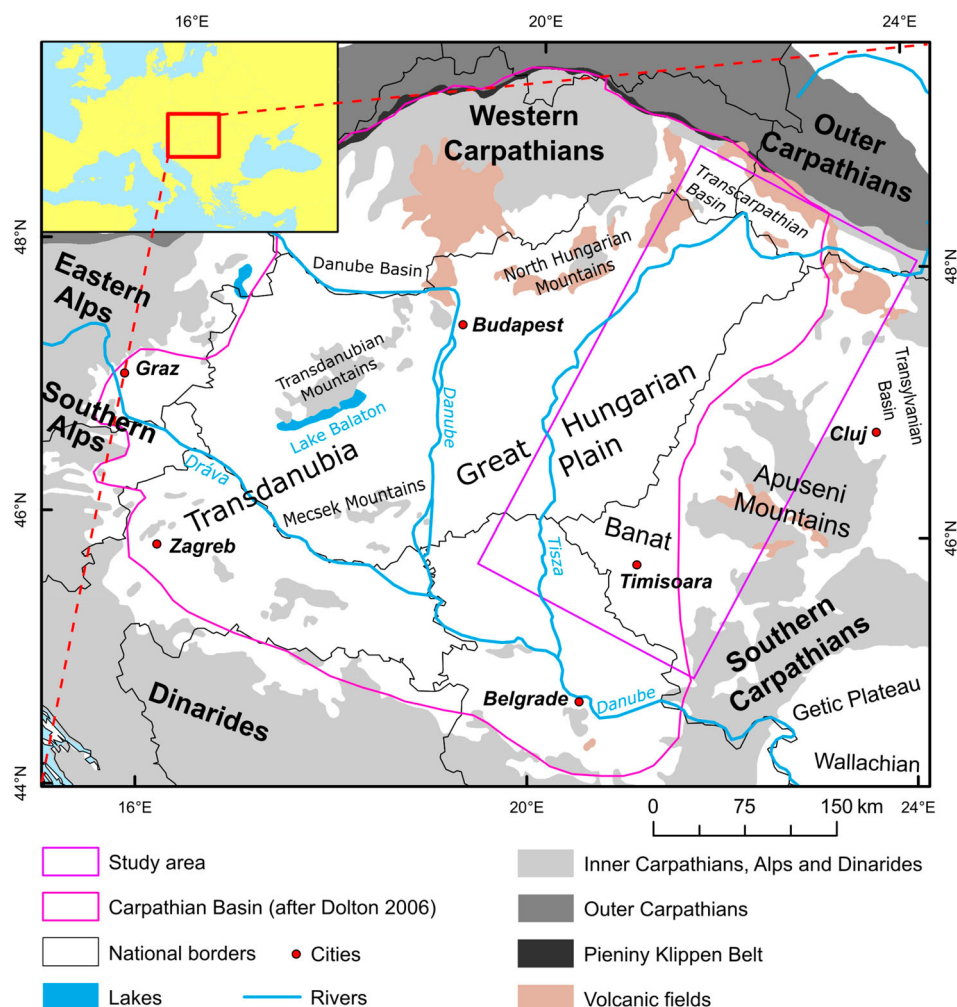 16°E
20°E
24°E
Western
Carpathians
Outer
Carpathians
Transcarpathian
Basin
48°N
48°N
Eastern
Alps
Danube Basin
North Hungarian
Mountains
Budapest
Graz
Transdanubian
Mountains
Lake Balaton
Danube
Great
Hungarian
Plain
Transylvanian
Basin
Cluj
Southern
Alps
Dráva
Transdanubia
Mecsek Mountains
Apuseni
Mountains
46°N
46°N
Zagreb
Tisza
Banat
Timisoara
Southern
Carpathians
Dinarides
Belgrade
Danube
Getic Plateau
Wallachian
44°N
44°N
16°E
20°E
24°E
0 75 150 km
Study area
Carpathian Basin (after Dolton 2006)
National borders
Cities
Lakes
Rivers
Inner Carpathians, Alps and Dinarides
Outer Carpathians
Pieniny Klippen Belt
Volcanic fields